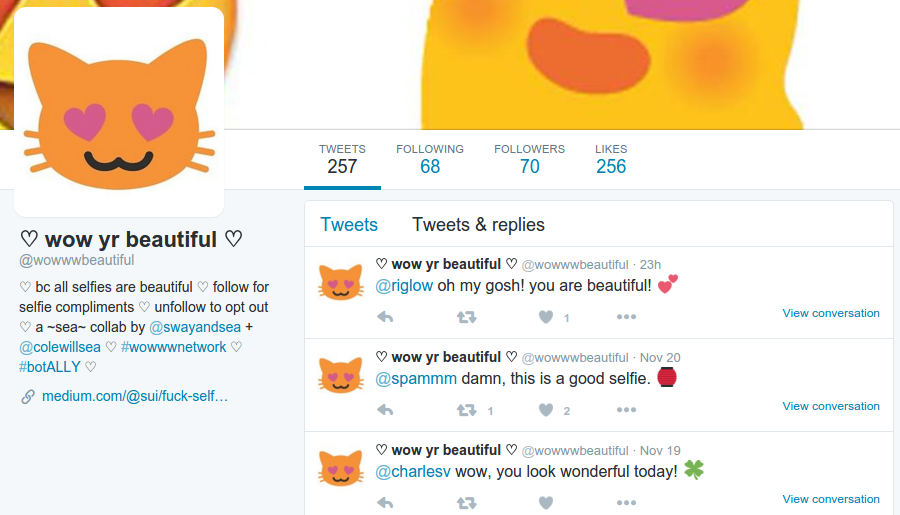 TWEETS FOLLOWING FOLLOWERS LIKES
257 68 70 256
♡ wow yr beautiful ♡
@wowwwbeautiful
♡ bc all selfies are beautiful ♡ follow for
selfie compliments ♡ unfollow to opt out
♡ a ~sea~ collab by @swayandsea +
@colewillsea ♡ #wowwwnetwork ♡
#botALLY ♡
medium.com/@sui/fuck-self…
Tweets Tweets & replies
♡ wow yr beautiful ♡ @wowwwbeautiful · 23h
@riglow oh my gosh! you are beautiful! 💕
1
View conversation
♡ wow yr beautiful ♡ @wowwwbeautiful · Nov 20
@spammm damn, this is a good selfie. 🏮
1 2
View conversation
♡ wow yr beautiful ♡ @wowwwbeautiful · Nov 19
@charlesv wow, you look wonderful today! 🍀
View conversation